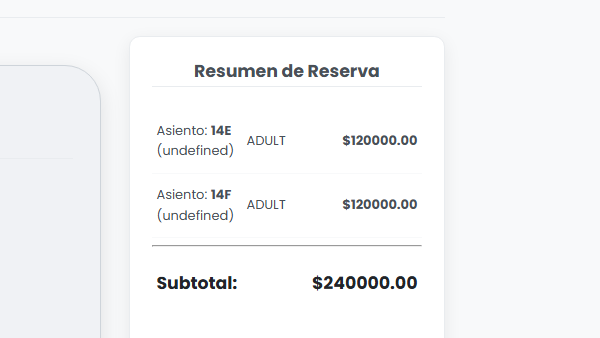 Resumen de Reserva
Asiento: 14E
(undefined) ADULT $120000.00
Asiento: 14F
(undefined) ADULT $120000.00
Subtotal: $240000.00